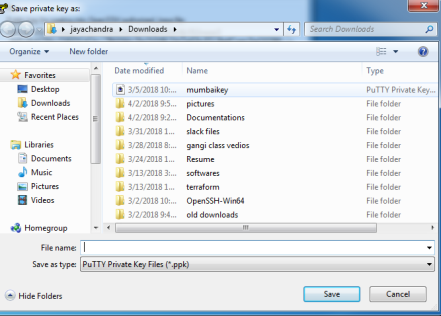 Save private key as:
jayachandra ▸ Downloads ▸
Search Downloads
Organize ▾ New folder
Favorites
Desktop
Downloads
Recent Places
Libraries
Documents
Music
Pictures
Videos
Homegroup
Date modified Name Type
3/5/2018 10:... mumbaikey PuTTY Private Key...
4/2/2018 9:5... pictures File folder
4/2/2018 9:2... Documentations File folder
3/31/2018 1... slack files File folder
3/28/2018 8:... gangi class vedios File folder
3/24/2018 1... Resume File folder
3/13/2018 3:... softwares File folder
3/13/2018 1... terraform File folder
3/2/2018 10:... OpenSSH-Win64 File folder
3/2/2018 9:4... old downloads File folder
File name:
Save as type: PuTTY Private Key Files (*.ppk)
Hide Folders
Save Cancel